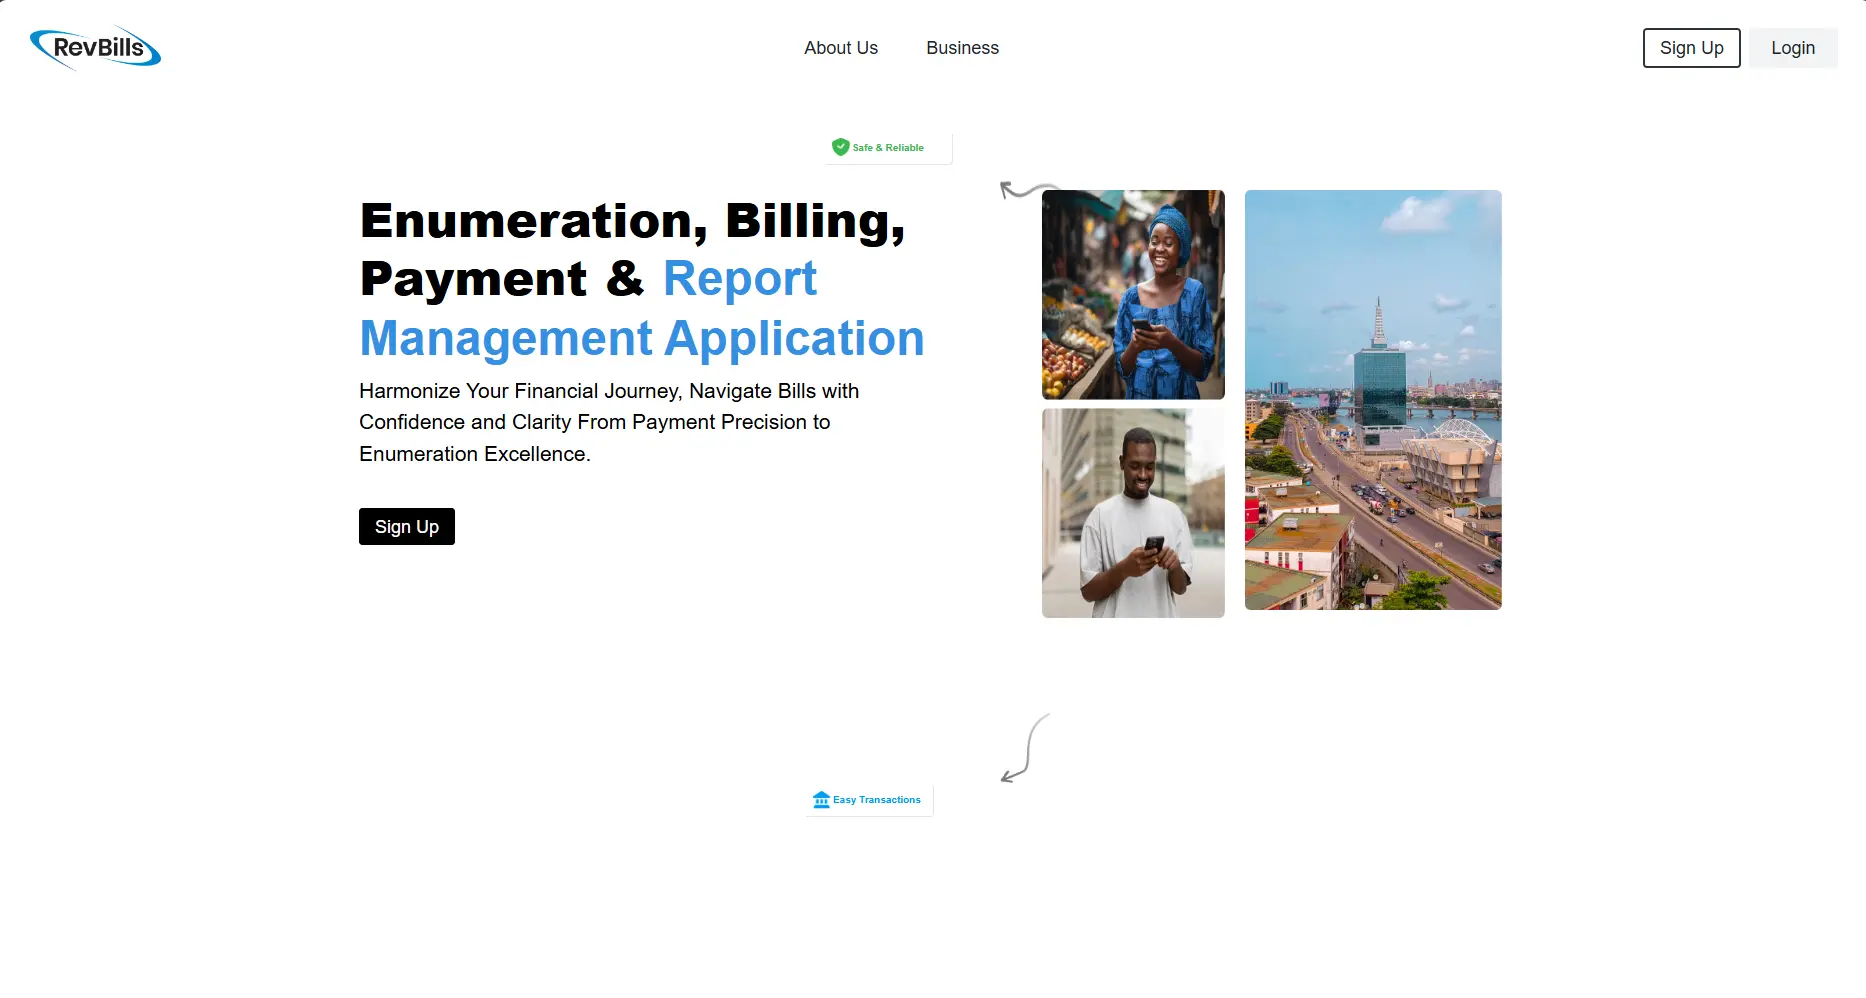 RevBills
About Us
Business
Sign Up
Login
Safe & Reliable
Enumeration, Billing,
Payment & Report
Management Application
Harmonize Your Financial Journey, Navigate Bills with
Confidence and Clarity From Payment Precision to
Enumeration Excellence.
Sign Up
Easy Transactions